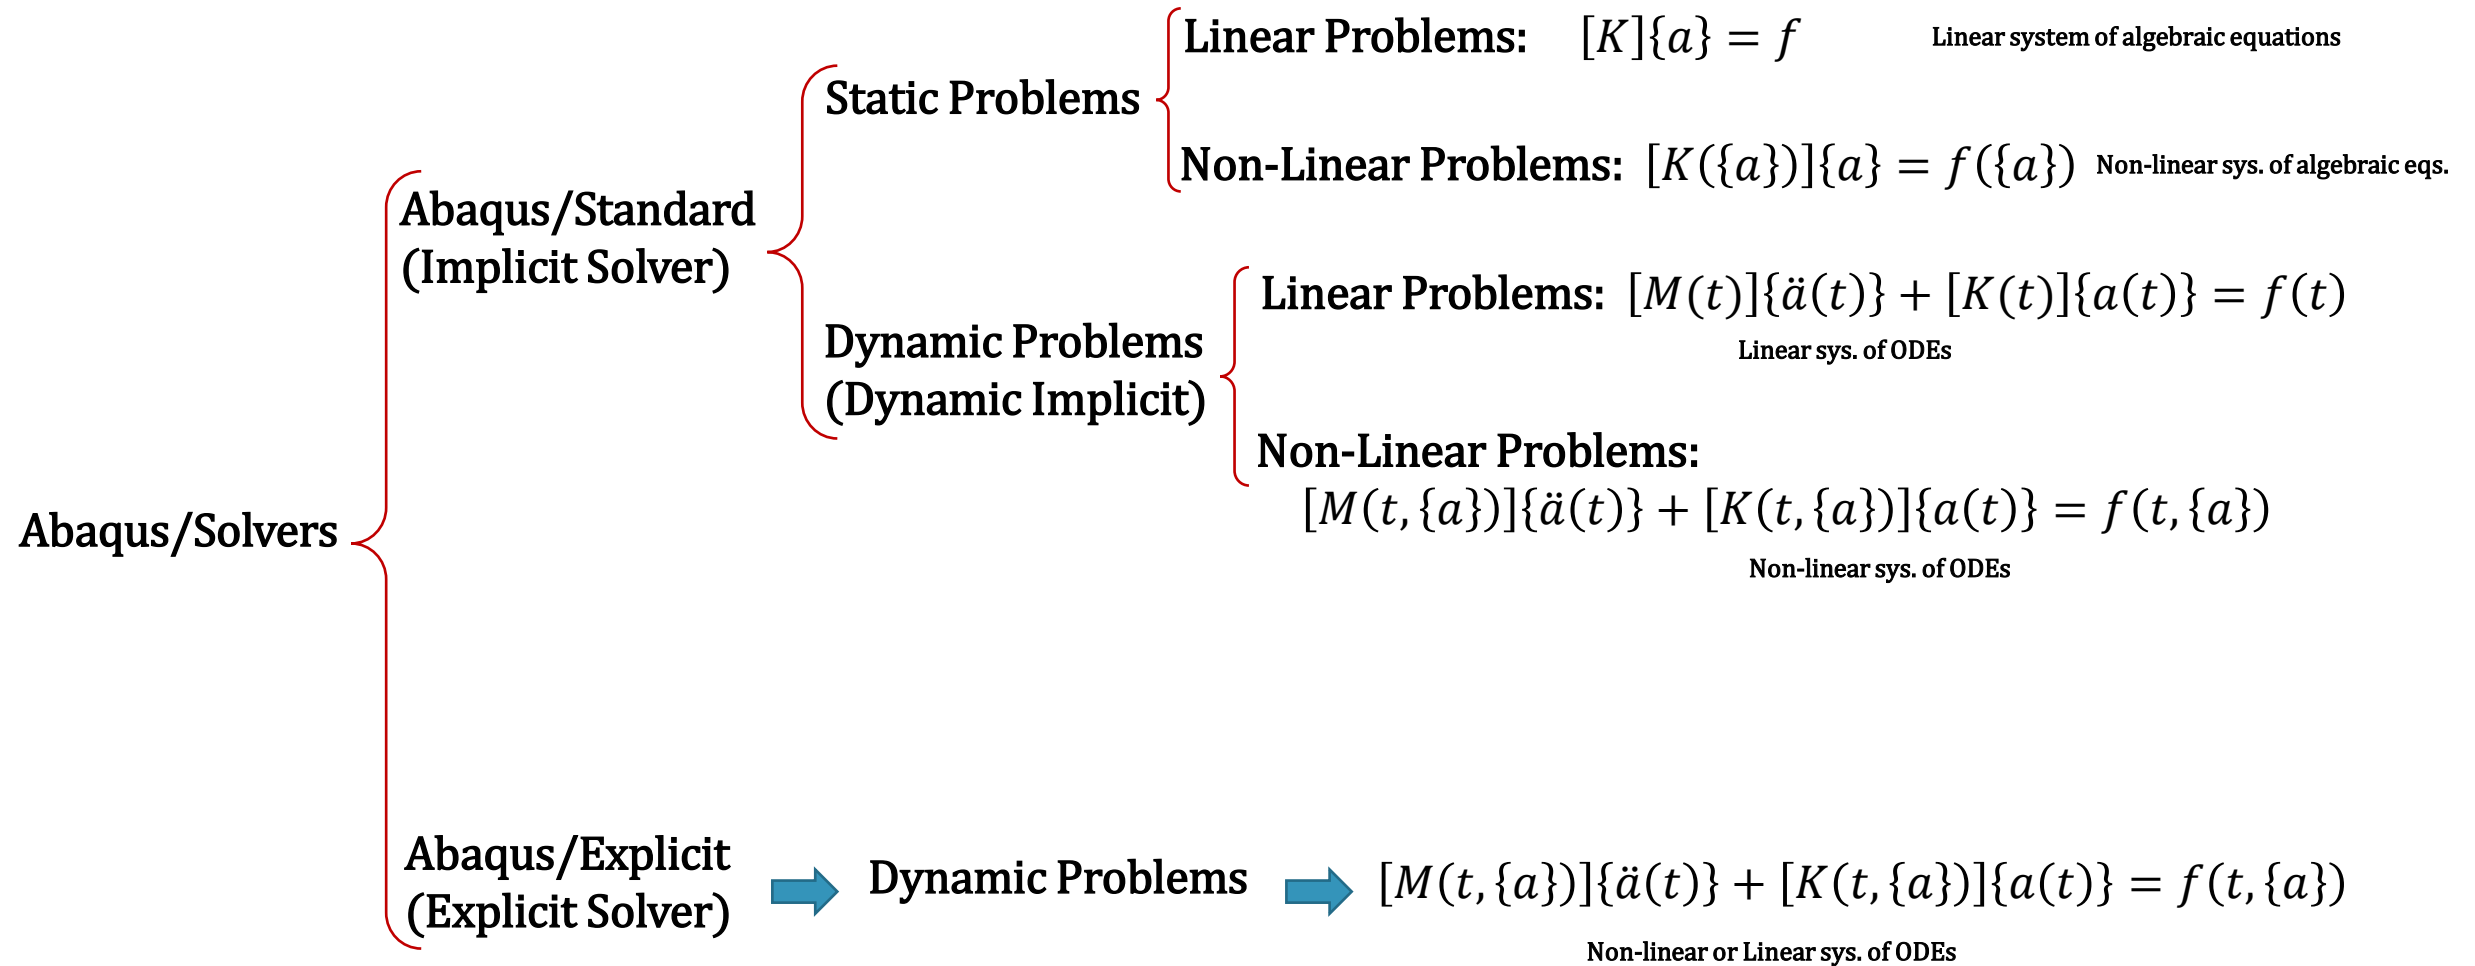 Linear Problems: [K]{a} = f Linear system of algebraic equations
Static Problems
Non-Linear Problems: [K({a})]{a} = f({a}) Non-linear sys. of algebraic eqs.
Abaqus/Standard
(Implicit Solver)
Linear Problems: [M(t)]{ä(t)} + [K(t)]{a(t)} = f(t)
Linear sys. of ODEs
Dynamic Problems
(Dynamic Implicit)
Non-Linear Problems:
[M(t,{a})]{ä(t)} + [K(t,{a})]{a(t)} = f(t,{a})
Non-linear sys. of ODEs
Abaqus/Solvers
Abaqus/Explicit
(Explicit Solver)
Dynamic Problems
[M(t,{a})]{ä(t)} + [K(t,{a})]{a(t)} = f(t,{a})
Non-linear or Linear sys. of ODEs